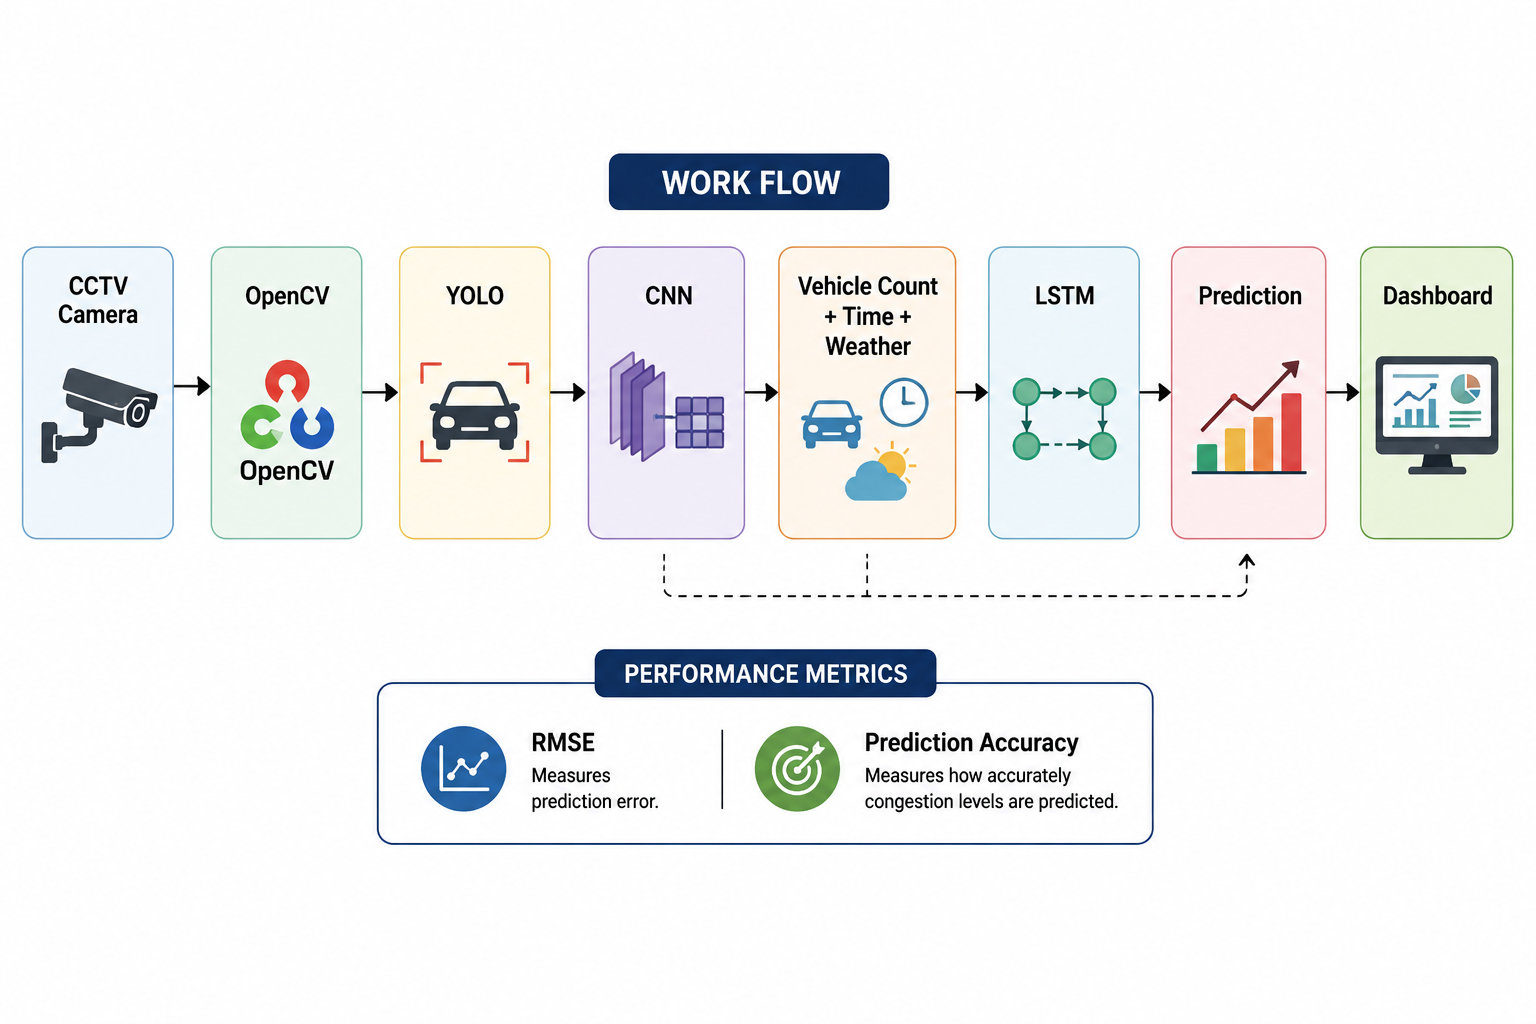 WORK FLOW
CCTV
Camera
OpenCV
OpenCV
YOLO
CNN
Vehicle Count
+ Time +
Weather
LSTM
Prediction
Dashboard
PERFORMANCE METRICS
RMSE
Measures
prediction error.
Prediction Accuracy
Measures how accurately
congestion levels are predicted.